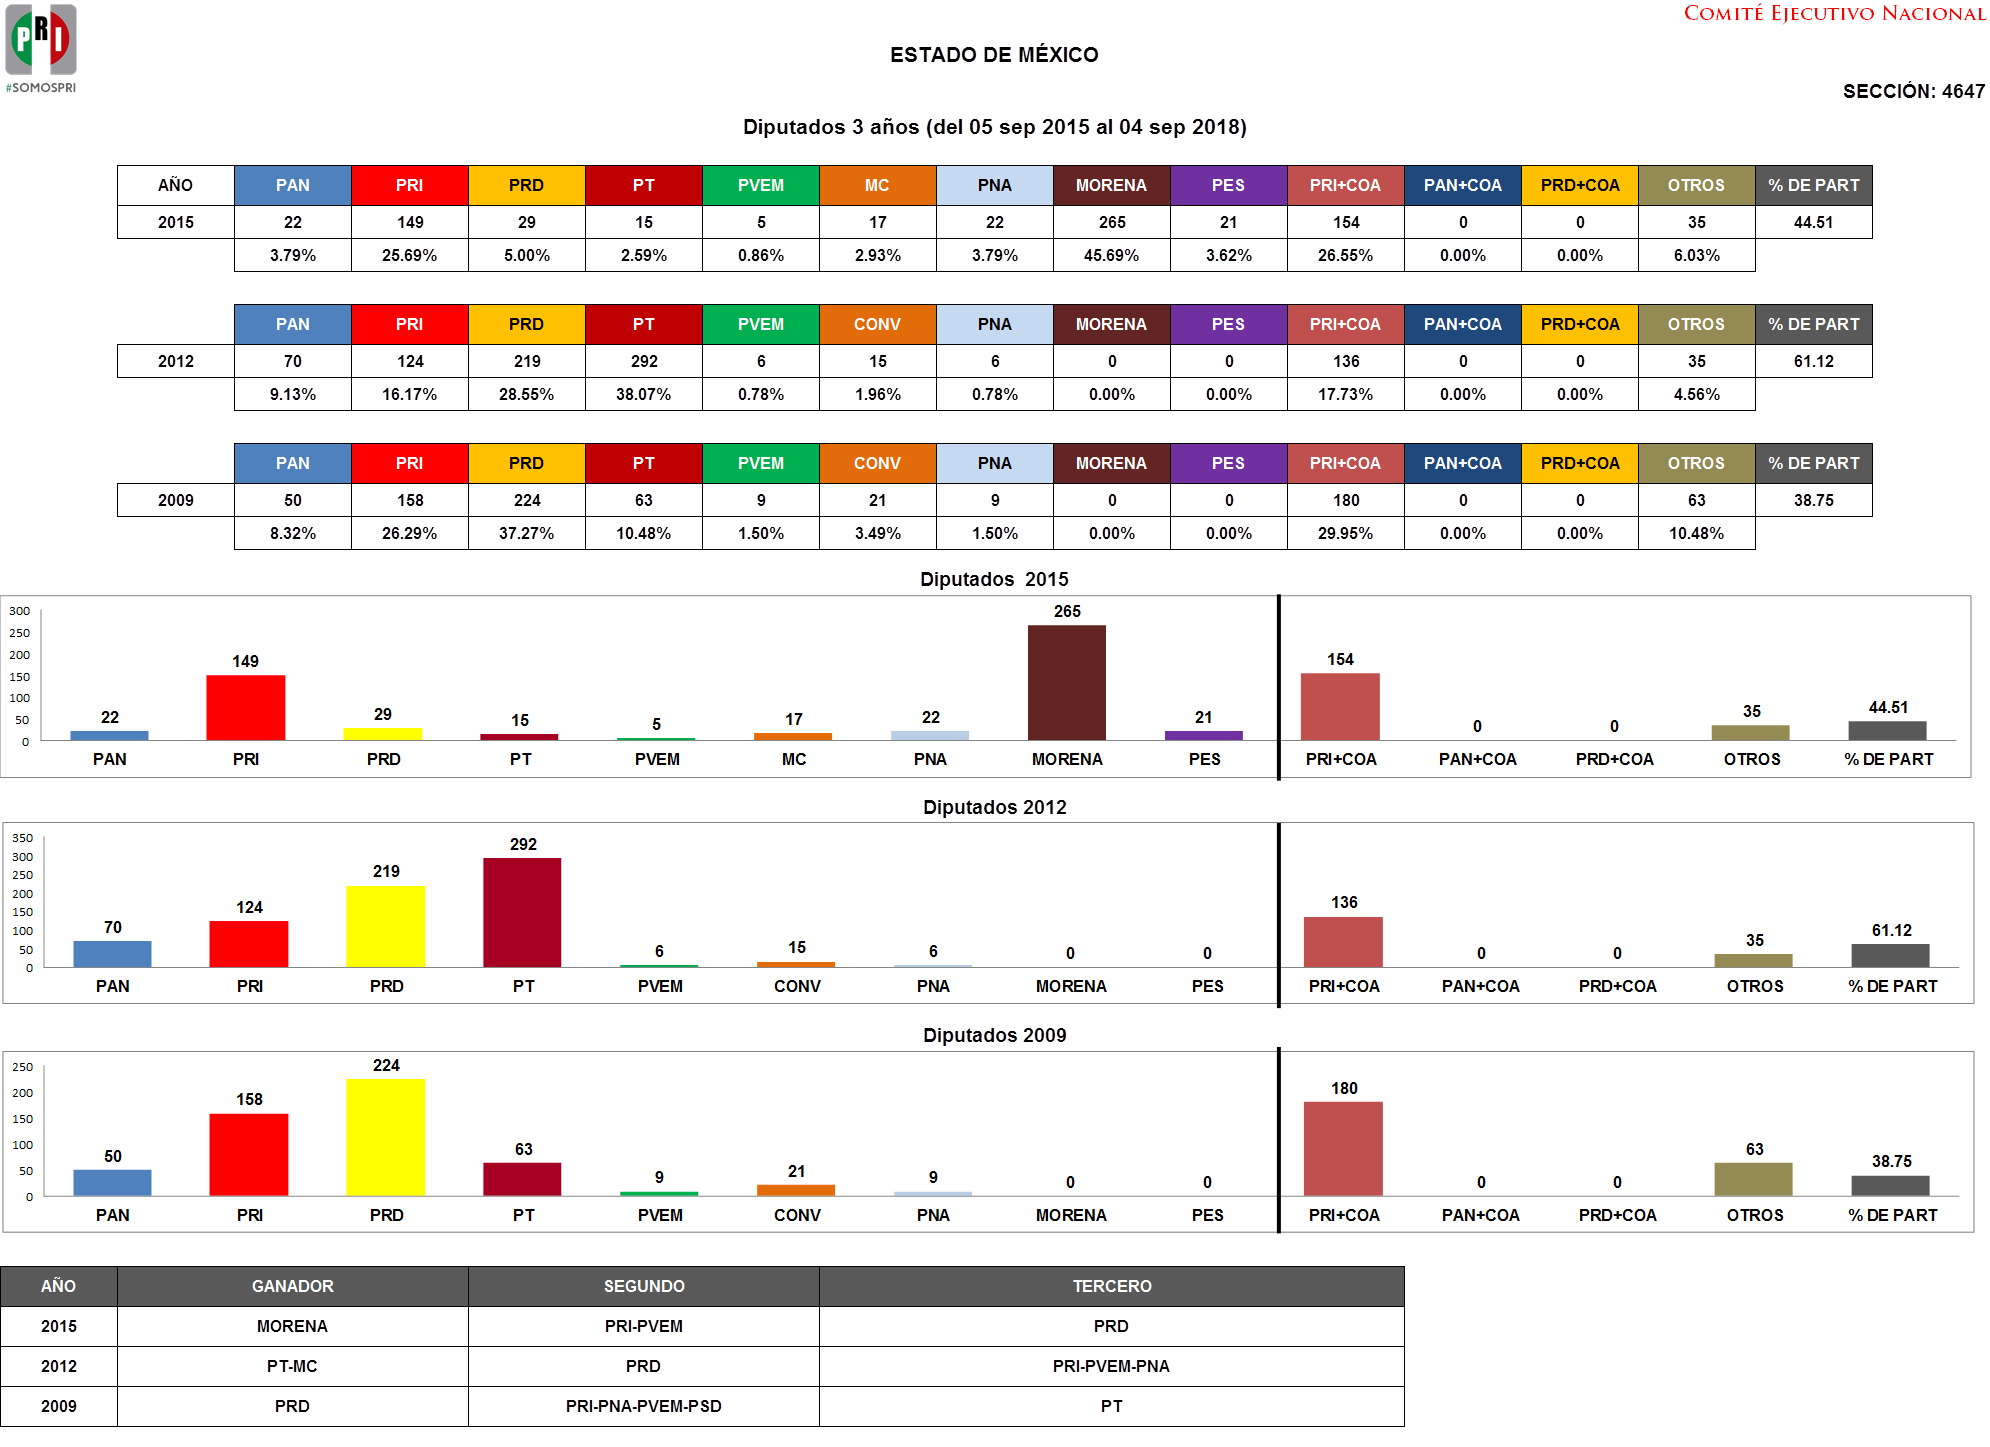 PRI
#SOMOSPRI
COMITÉ EJECUTIVO NACIONAL
ESTADO DE MÉXICO
SECCIÓN: 4647
Diputados 3 años (del 05 sep 2015 al 04 sep 2018)
AÑO PAN PRI PRD PT PVEM MC PNA MORENA PES PRI+COA PAN+COA PRD+COA OTROS % DE PART
2015 22 149 29 15 5 17 22 265 21 154 0 0 35 44.51
3.79% 25.69% 5.00% 2.59% 0.86% 2.93% 3.79% 45.69% 3.62% 26.55% 0.00% 0.00% 6.03%
PAN PRI PRD PT PVEM CONV PNA MORENA PES PRI+COA PAN+COA PRD+COA OTROS % DE PART
2012 70 124 219 292 6 15 6 0 0 136 0 0 35 61.12
9.13% 16.17% 28.55% 38.07% 0.78% 1.96% 0.78% 0.00% 0.00% 17.73% 0.00% 0.00% 4.56%
PAN PRI PRD PT PVEM CONV PNA MORENA PES PRI+COA PAN+COA PRD+COA OTROS % DE PART
2009 50 158 224 63 9 21 9 0 0 180 0 0 63 38.75
8.32% 26.29% 37.27% 10.48% 1.50% 3.49% 1.50% 0.00% 0.00% 29.95% 0.00% 0.00% 10.48%
Diputados 2015
300
250
200
150
100
50
0
22 149 29 15 5 17 22 265 21 154 0 0 35 44.51
PAN PRI PRD PT PVEM MC PNA MORENA PES PRI+COA PAN+COA PRD+COA OTROS % DE PART
Diputados 2012
350
300
250
200
150
100
50
0
70 124 219 292 6 15 6 0 0 136 0 0 35 61.12
PAN PRI PRD PT PVEM CONV PNA MORENA PES PRI+COA PAN+COA PRD+COA OTROS % DE PART
Diputados 2009
250
200
150
100
50
0
50 158 224 63 9 21 9 0 0 180 0 0 63 38.75
PAN PRI PRD PT PVEM CONV PNA MORENA PES PRI+COA PAN+COA PRD+COA OTROS % DE PART
AÑO GANADOR SEGUNDO TERCERO
2015 MORENA PRI-PVEM PRD
2012 PT-MC PRD PRI-PVEM-PNA
2009 PRD PRI-PNA-PVEM-PSD PT